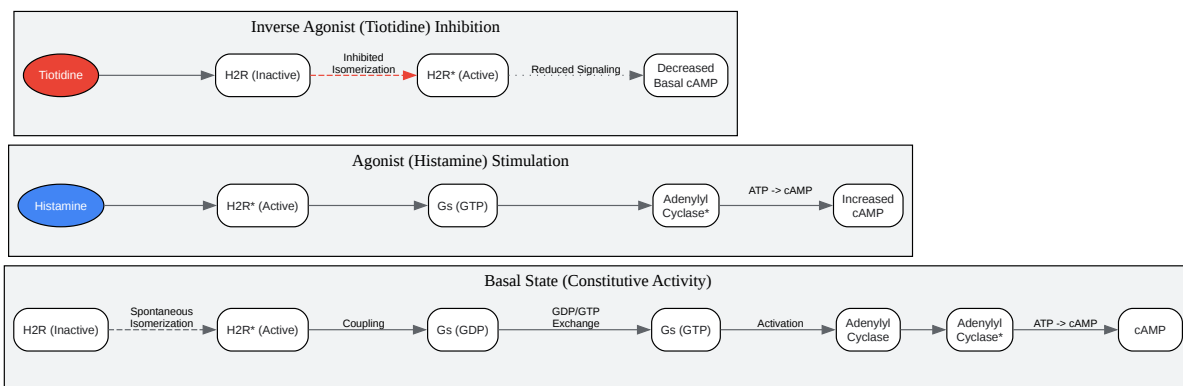 Inverse Agonist (Tiotidine) Inhibition
Tiotidine
H2R (Inactive)
Inhibited
Isomerization
H2R* (Active)
Reduced Signaling
Decreased
Basal cAMP
Agonist (Histamine) Stimulation
Histamine
H2R* (Active)
Gs (GTP)
Adenylyl
Cyclase*
ATP -> cAMP
Increased
cAMP
Basal State (Constitutive Activity)
H2R (Inactive)
Spontaneous
Isomerization
H2R* (Active)
Coupling
Gs (GDP)
GDP/GTP
Exchange
Gs (GTP)
Activation
Adenylyl
Cyclase
Adenylyl
Cyclase*
ATP -> cAMP
cAMP